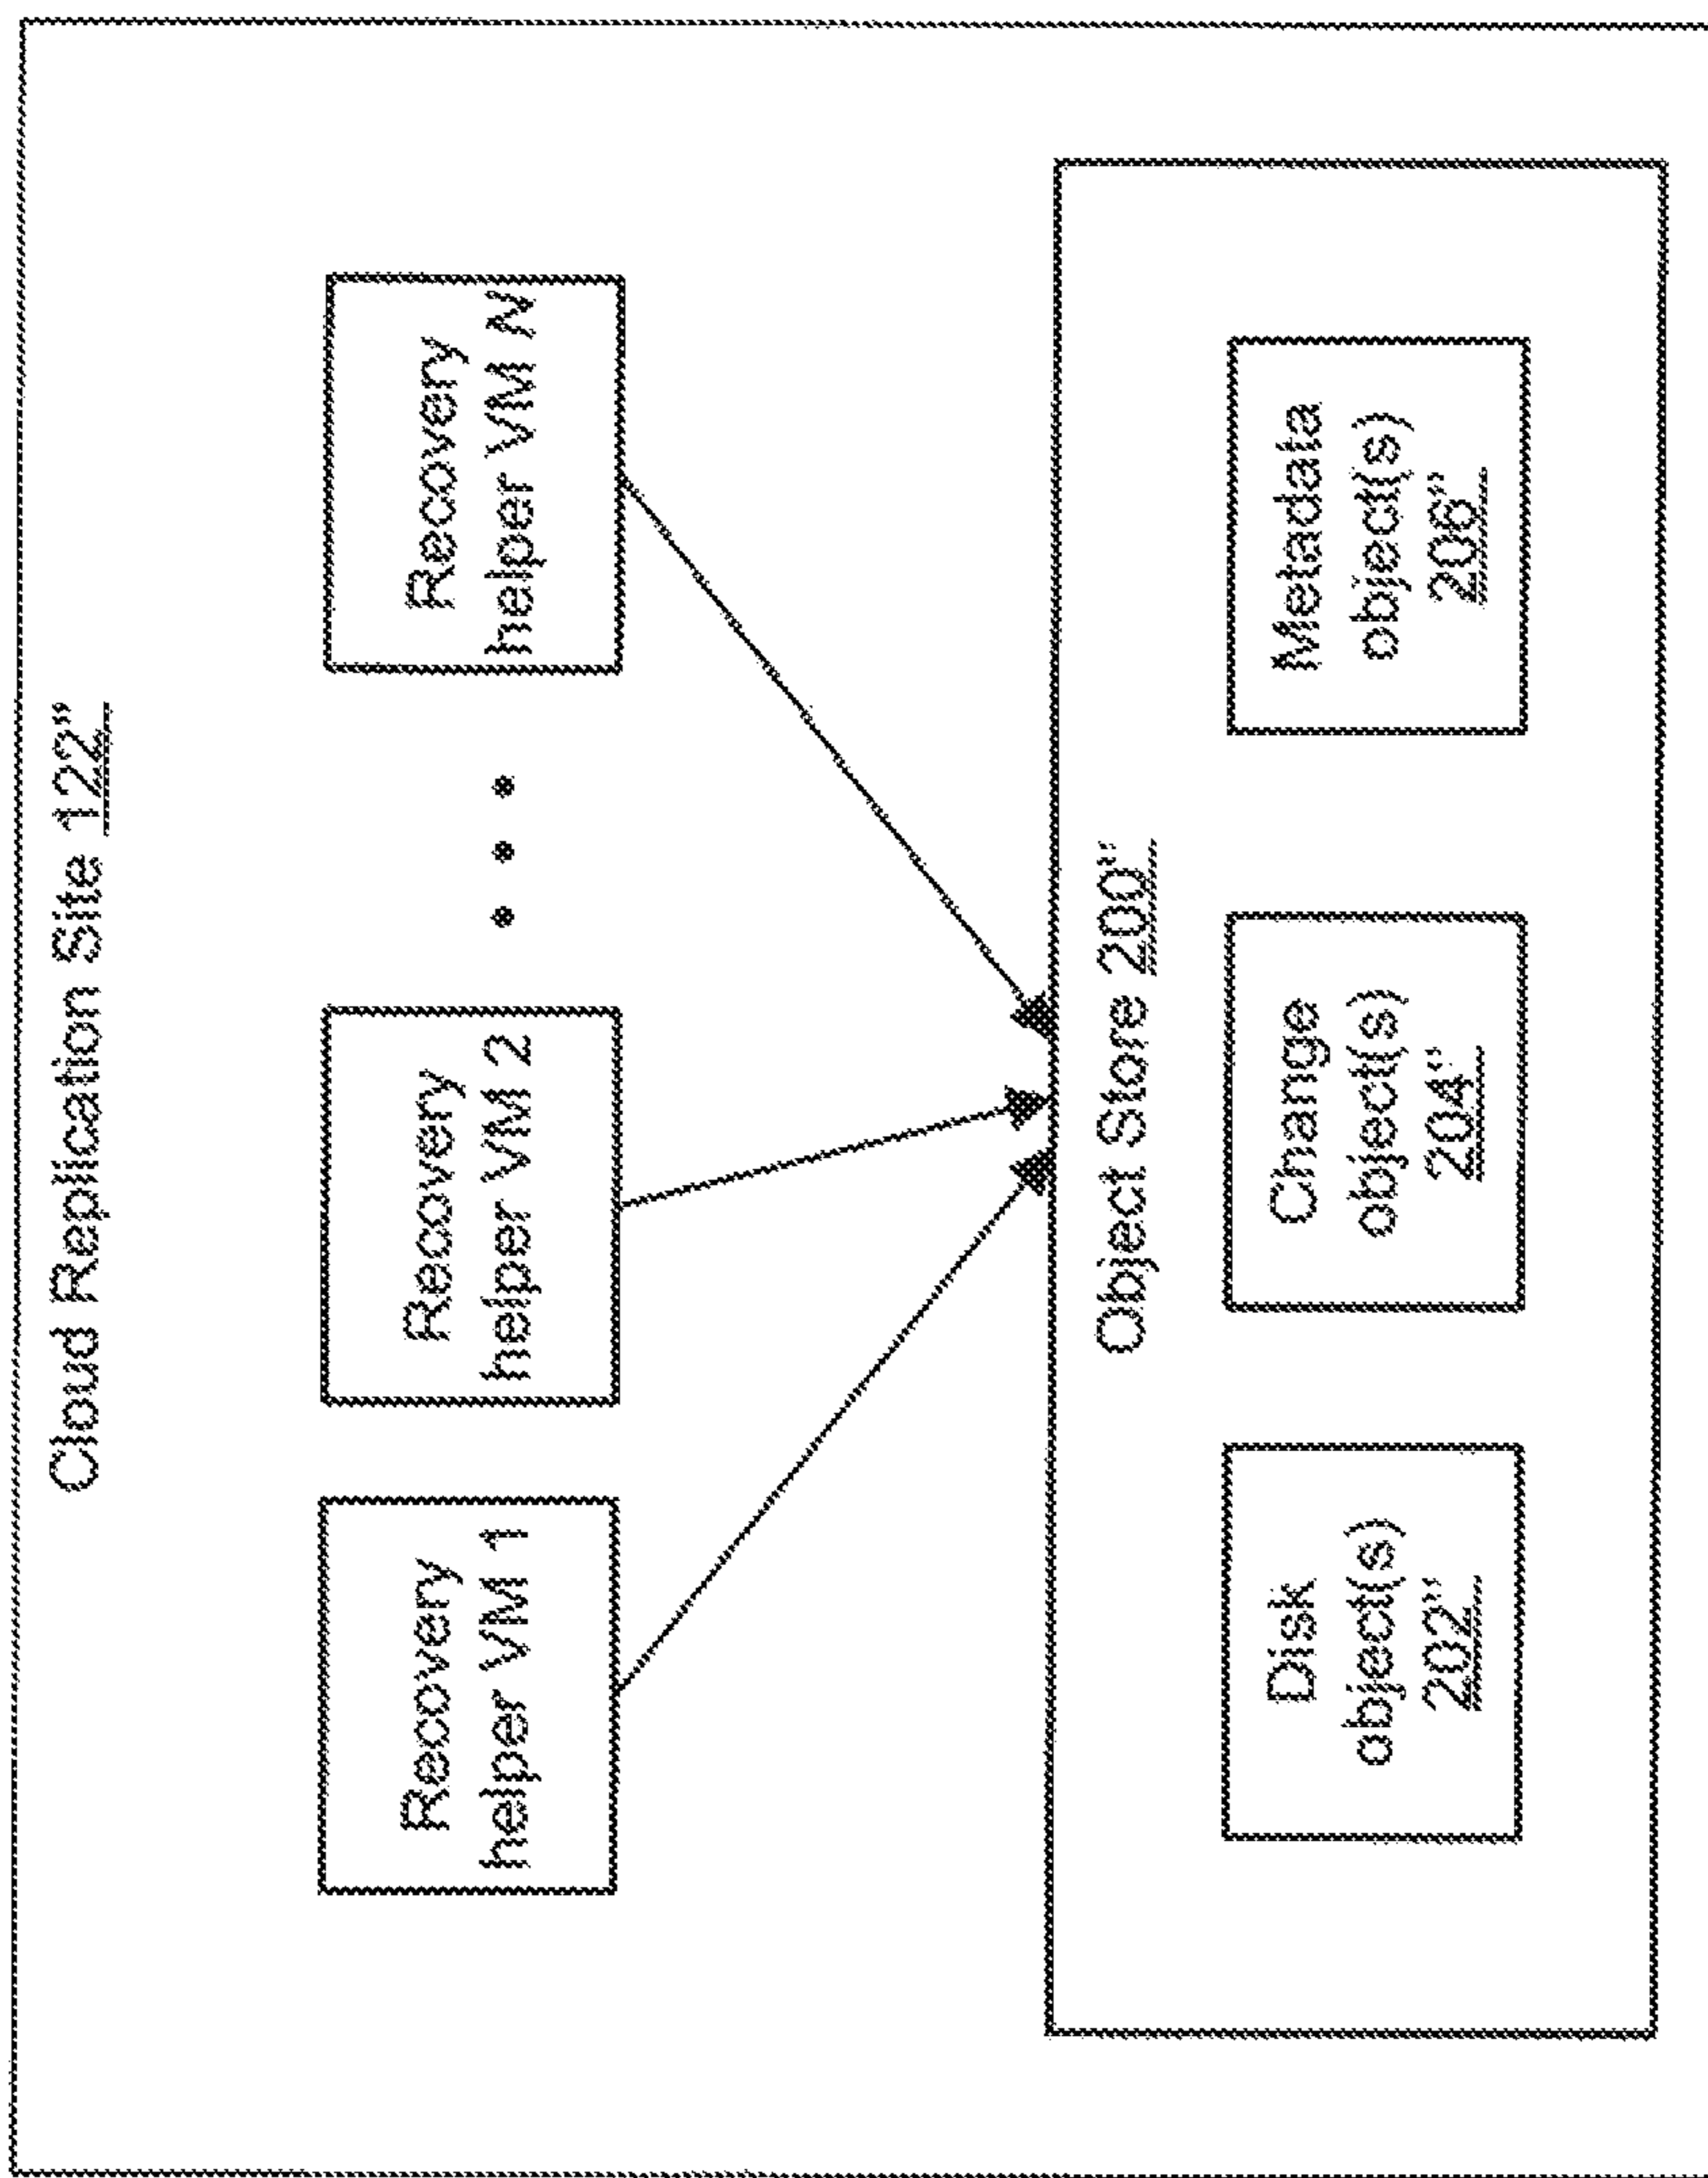 Cloud Replication Site 122"
Recovery
helper VM 1
Recovery
helper VM 2
Recovery
helper VM N
Object Store 200"
Disk
object(s)
202"
Change
object(s)
204"
Metadata
object(s)
206"